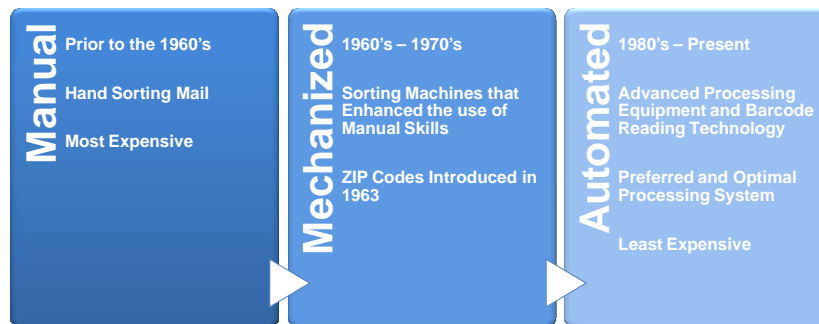 Manual
Prior to the 1960's
Hand Sorting Mail
Most Expensive
Mechanized
1960's – 1970's
Sorting Machines that
Enhanced the use of
Manual Skills
ZIP Codes Introduced in
1963
Automated
1980's – Present
Advanced Processing
Equipment and Barcode
Reading Technology
Preferred and Optimal
Processing System
Least Expensive